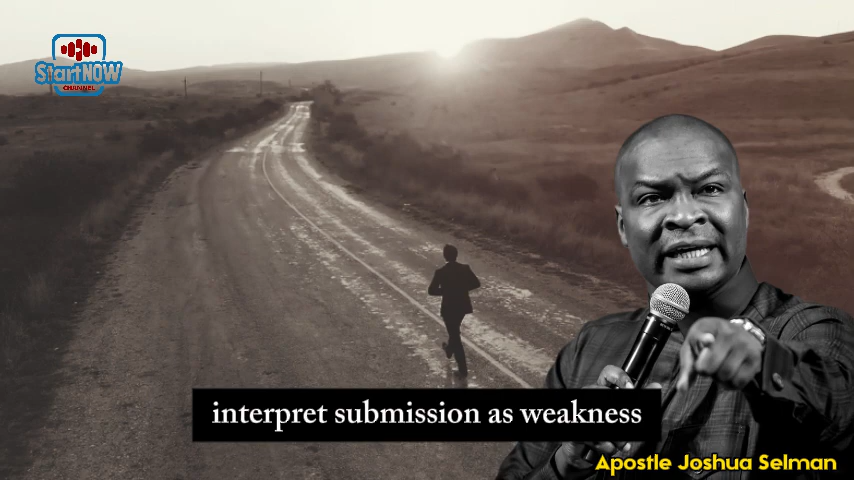 StartNOW
CHANNEL
interpret submission as weakness
Apostle Joshua Selman